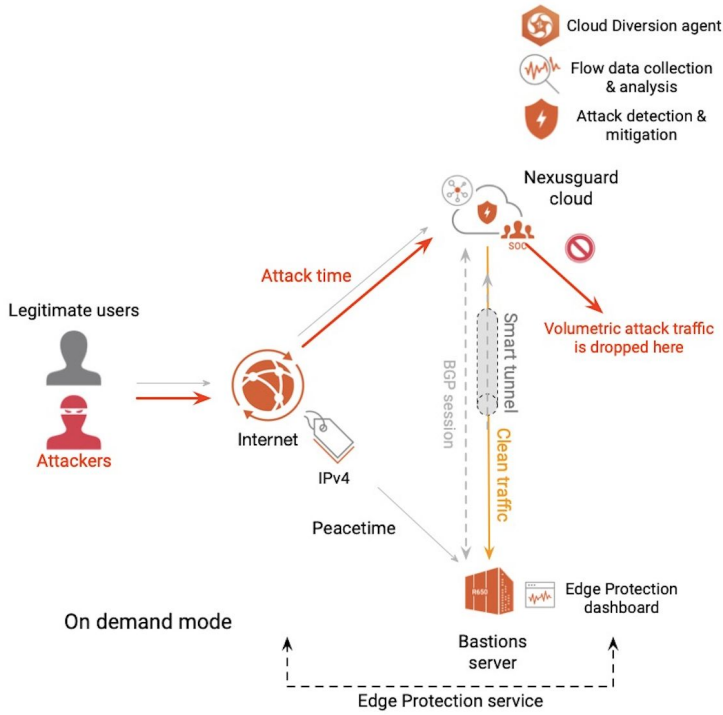 Cloud Diversion agent
Flow data collection
& analysis
Attack detection &
mitigation
Nexusguard
cloud
SOC
Attack time
Legitimate users
Volumetric attack traffic
is dropped here
Smart tunnel
BGP session
Internet
Attackers
IPv4
Clean traffic
Peacetime
R650
Edge Protection
dashboard
On demand mode
Bastions
server
Edge Protection service